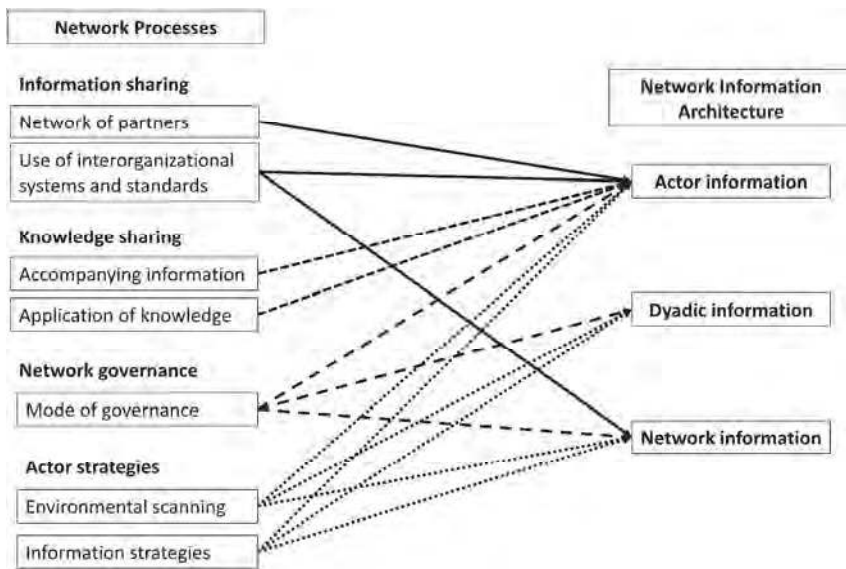 Network Processes
Information sharing
Network of partners
Use of interorganizational
systems and standards
Knowledge sharing
Accompanying information
Application of knowledge
Network governance
Mode of governance
Actor strategies
Environmental scanning
Information strategies
Network Information
Architecture
Actor information
Dyadic information
Network information